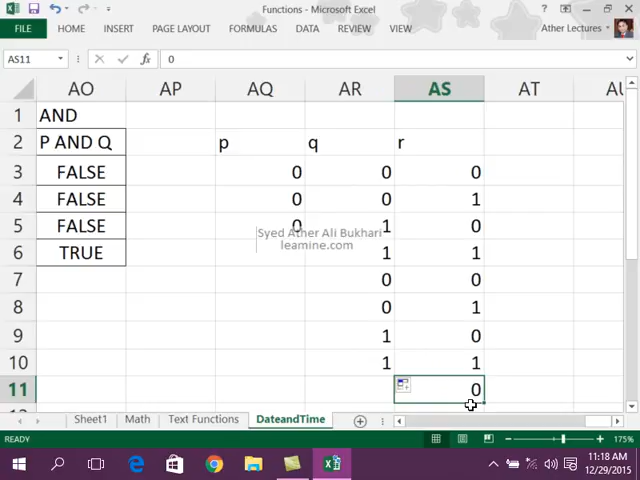 Functions - Microsoft Excel
FILE HOME INSERT PAGE LAYOUT FORMULAS DATA REVIEW VIEW Ather Lectures
AS11 fx 0
AO AP AQ AR AS AT AU
1 AND
2 P AND Q p q r
3 FALSE 0 0 0
4 FALSE 0 0 1
5 FALSE 0 1 0
Syed Ather Ali Bukhari
leamine.com
6 TRUE 1 1
7 0 0
8 0 1
9 1 0
10 1 1
11 0
Sheet1 Math Text Functions DateandTime
READY 175%
11:18 AM
12/29/2015